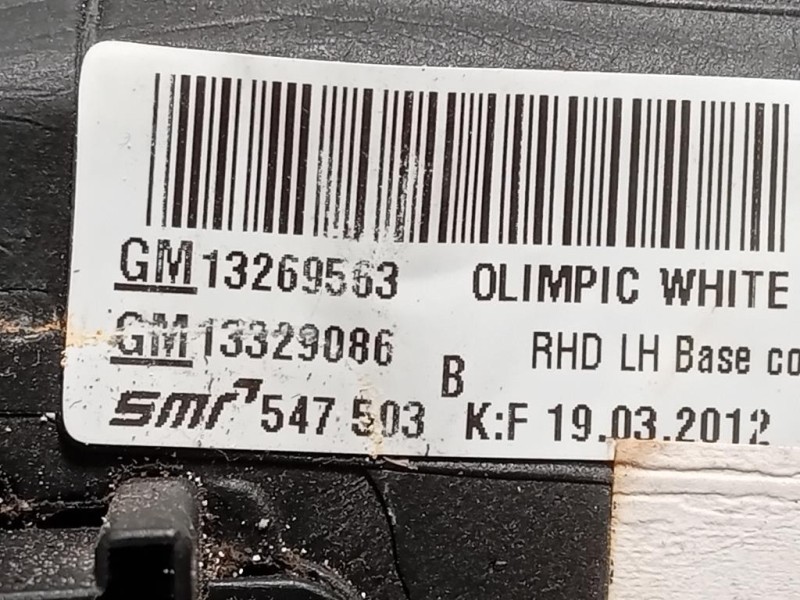 GM 13269563 OLIMPIC WHITE
GM 13329086 RHD LH Base co
B
smr 547 503 K:F 19.03.2012